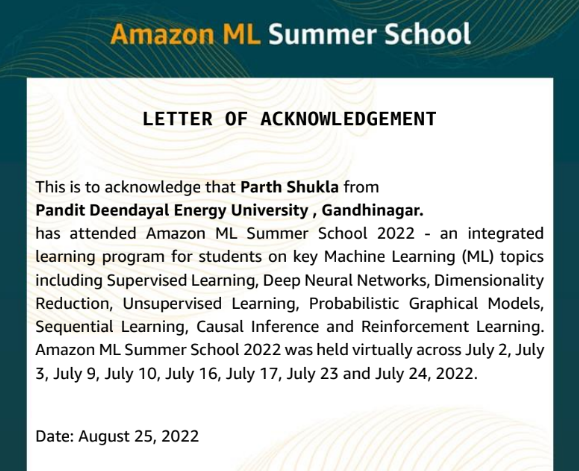 Amazon ML Summer School
LETTER OF ACKNOWLEDGEMENT
This is to acknowledge that Parth Shukla from
Pandit Deendayal Energy University , Gandhinagar.
has attended Amazon ML Summer School 2022 - an integrated
learning program for students on key Machine Learning (ML) topics
including Supervised Learning, Deep Neural Networks, Dimensionality
Reduction, Unsupervised Learning, Probabilistic Graphical Models,
Sequential Learning, Causal Inference and Reinforcement Learning.
Amazon ML Summer School 2022 was held virtually across July 2, July
3, July 9, July 10, July 16, July 17, July 23 and July 24, 2022.
Date: August 25, 2022